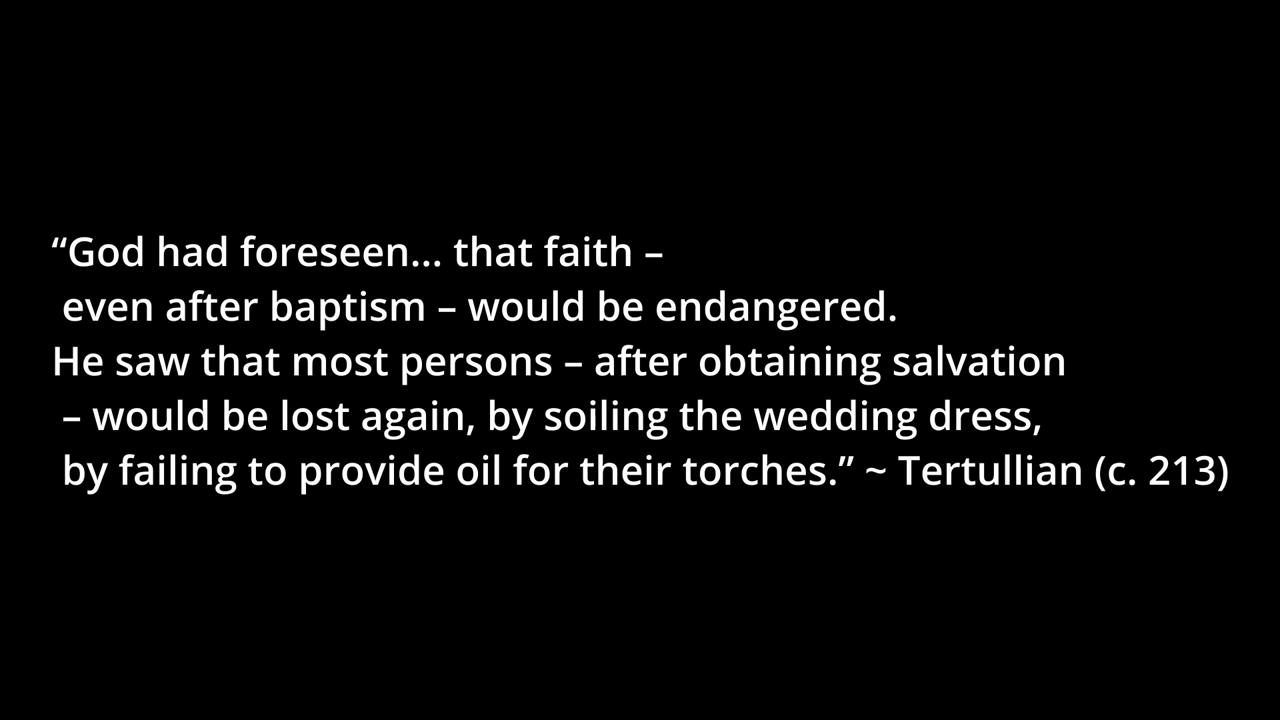 “God had foreseen... that faith –
even after baptism – would be endangered.
He saw that most persons – after obtaining salvation
– would be lost again, by soiling the wedding dress,
by failing to provide oil for their torches.” ~ Tertullian (c. 213)